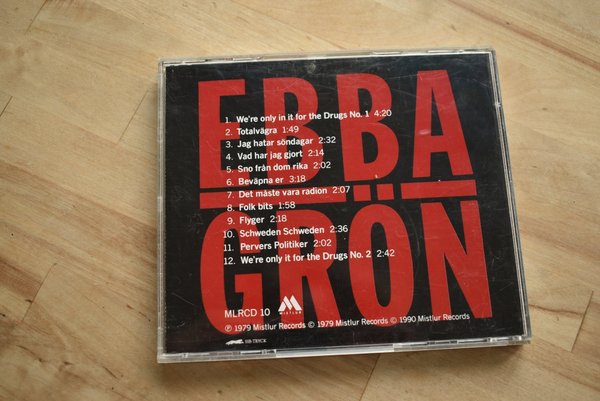 EBBA
GRÖN
1. We're only in it for the Drugs No. 1 4:20
2. Totalvägra 1:49
3. Jag hatar söndagar 2:32
4. Vad har jag gjort 2:14
5. Sno från dom rika 2:02
6. Beväpna er 3:18
7. Det måste vara radion 2:07
8. Folk bits 1:58
9. Flyger 2:18
10. Schweden Schweden 2:36
11. Pervers Politiker 2:02
12. We're only it for the Drugs No. 2 2:42
MLRCD 10
MISTLUR
℗ 1979 Mistlur Records © 1979 Mistlur Records © 1990 Mistlur Records